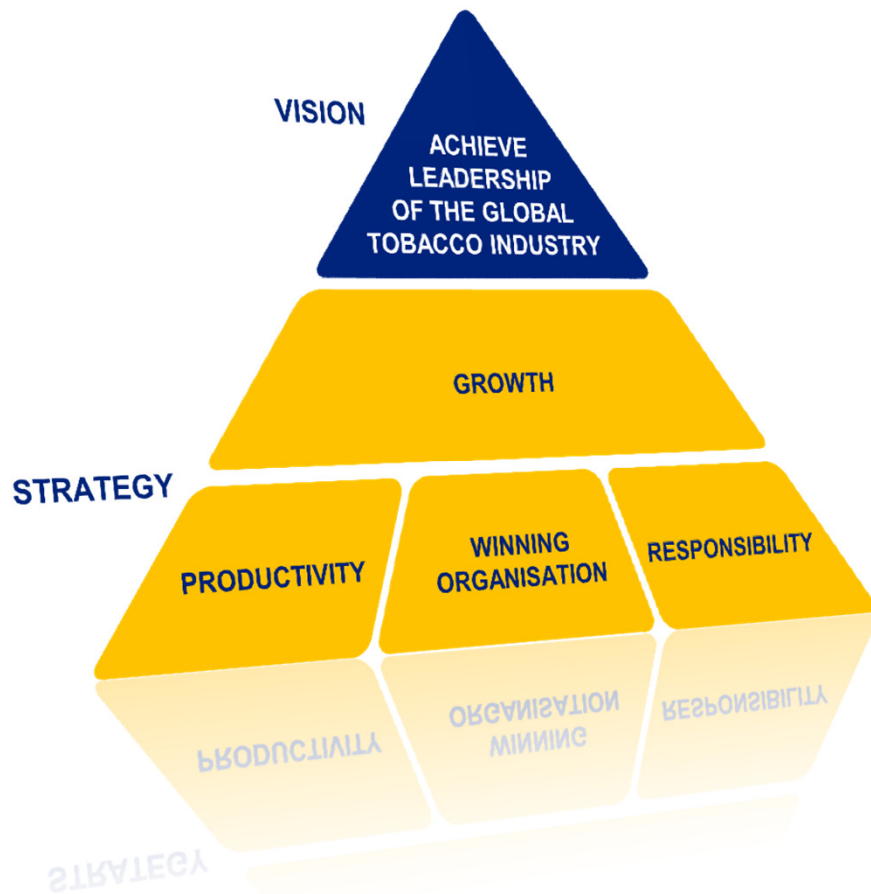 VISION
ACHIEVE
LEADERSHIP
OF THE GLOBAL
TOBACCO INDUSTRY
GROWTH
STRATEGY
PRODUCTIVITY
WINNING
ORGANISATION
RESPONSIBILITY